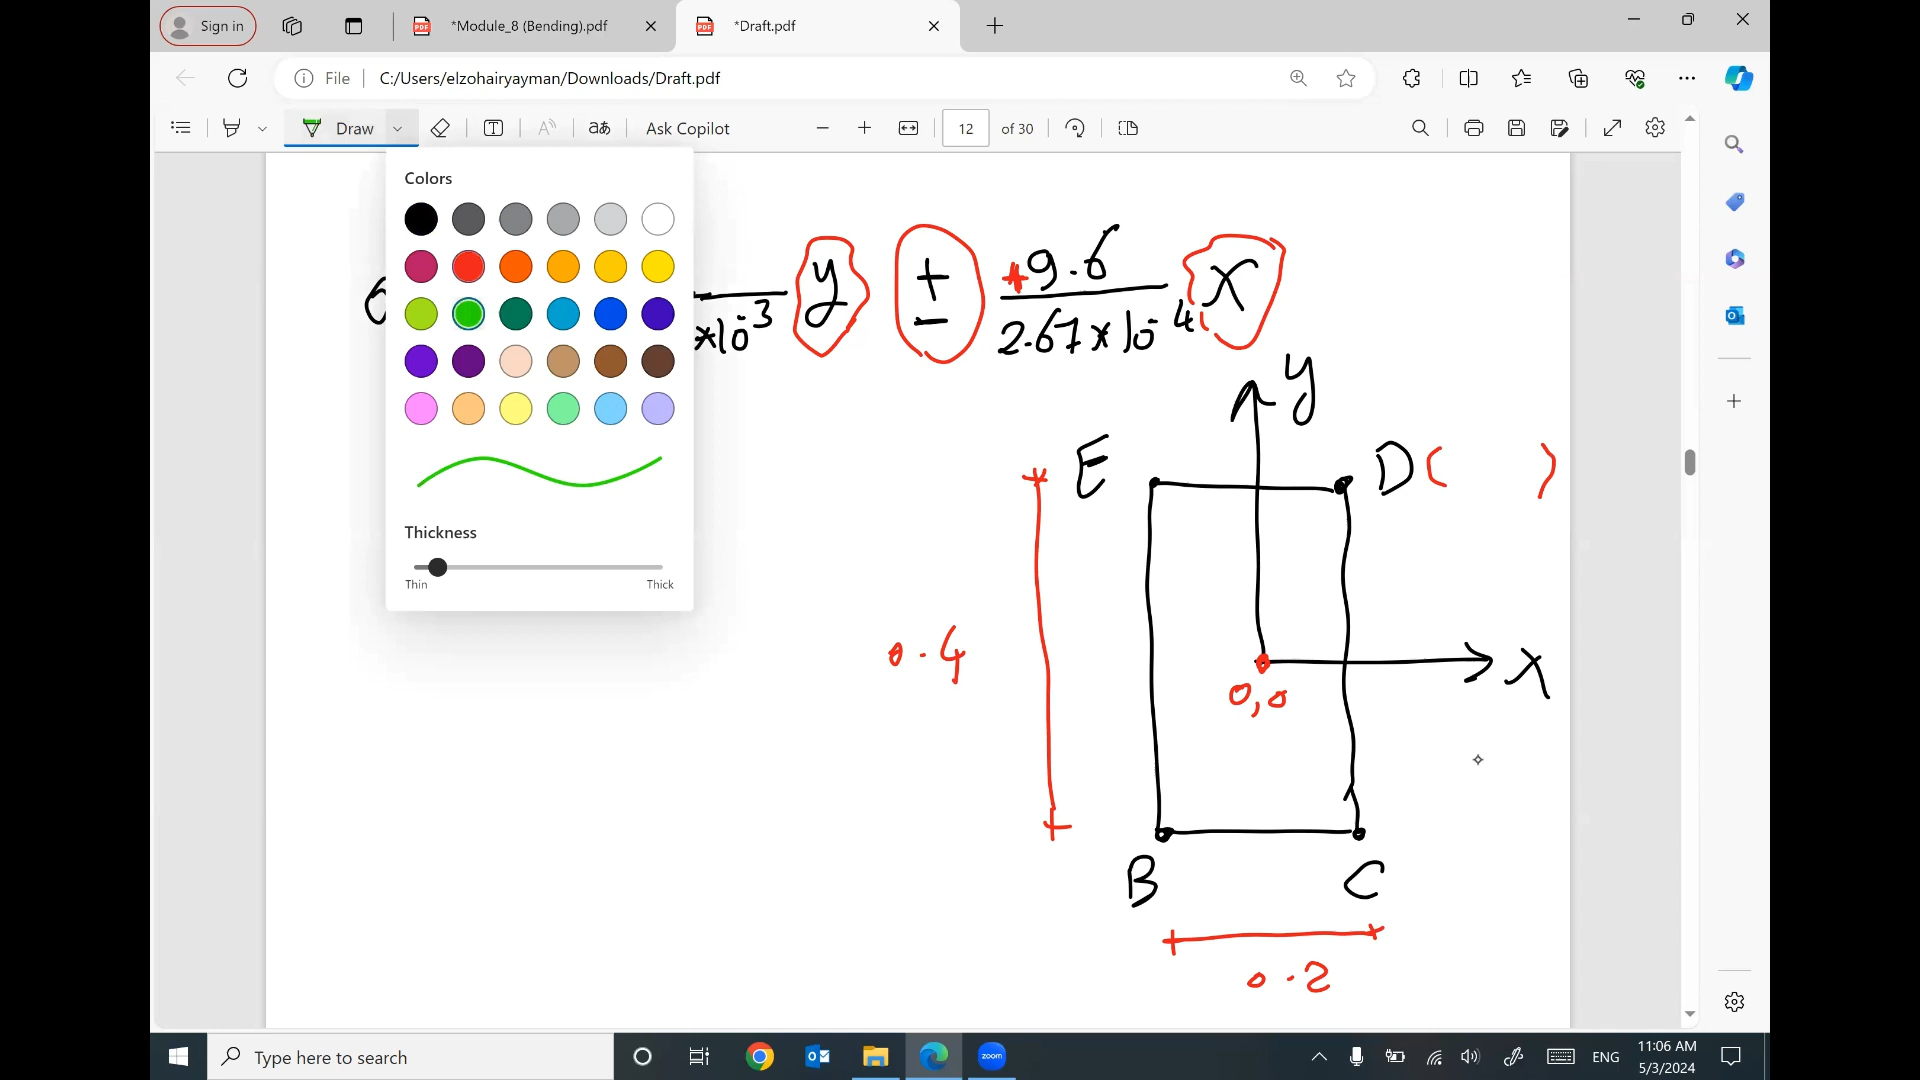 Sign in
*Module_8 (Bending).pdf
*Draft.pdf
File C:/Users/elzohairyayman/Downloads/Draft.pdf
Draw
Ask Copilot
12 of 30
Colors
Thickness
Thin Thick
×10⁻³ y ± 9.6
2.67×10⁻⁴ x
y
E D( )
0.4
x
0,0
B C
0.2
Type here to search
zoom
ENG
11:06 AM
5/3/2024